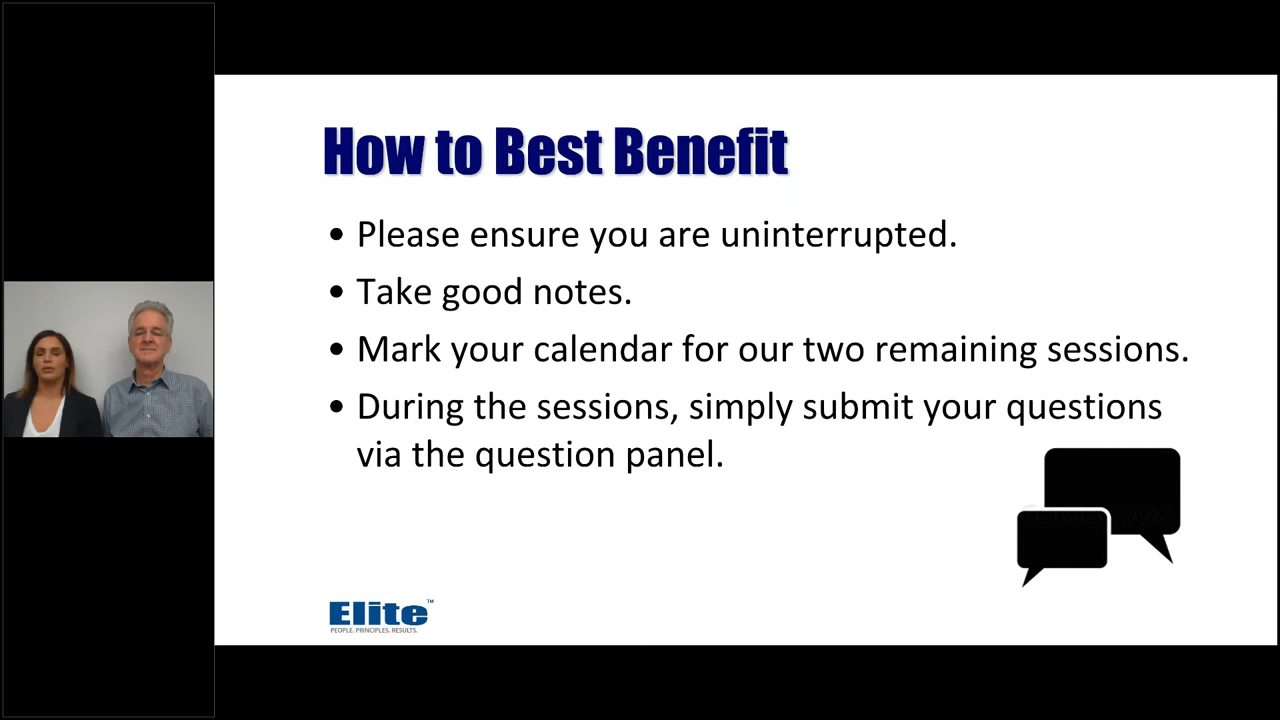 How to Best Benefit
• Please ensure you are uninterrupted.
• Take good notes.
• Mark your calendar for our two remaining sessions.
• During the sessions, simply submit your questions
via the question panel.
Elite™
PEOPLE. PRINCIPLES. RESULTS.